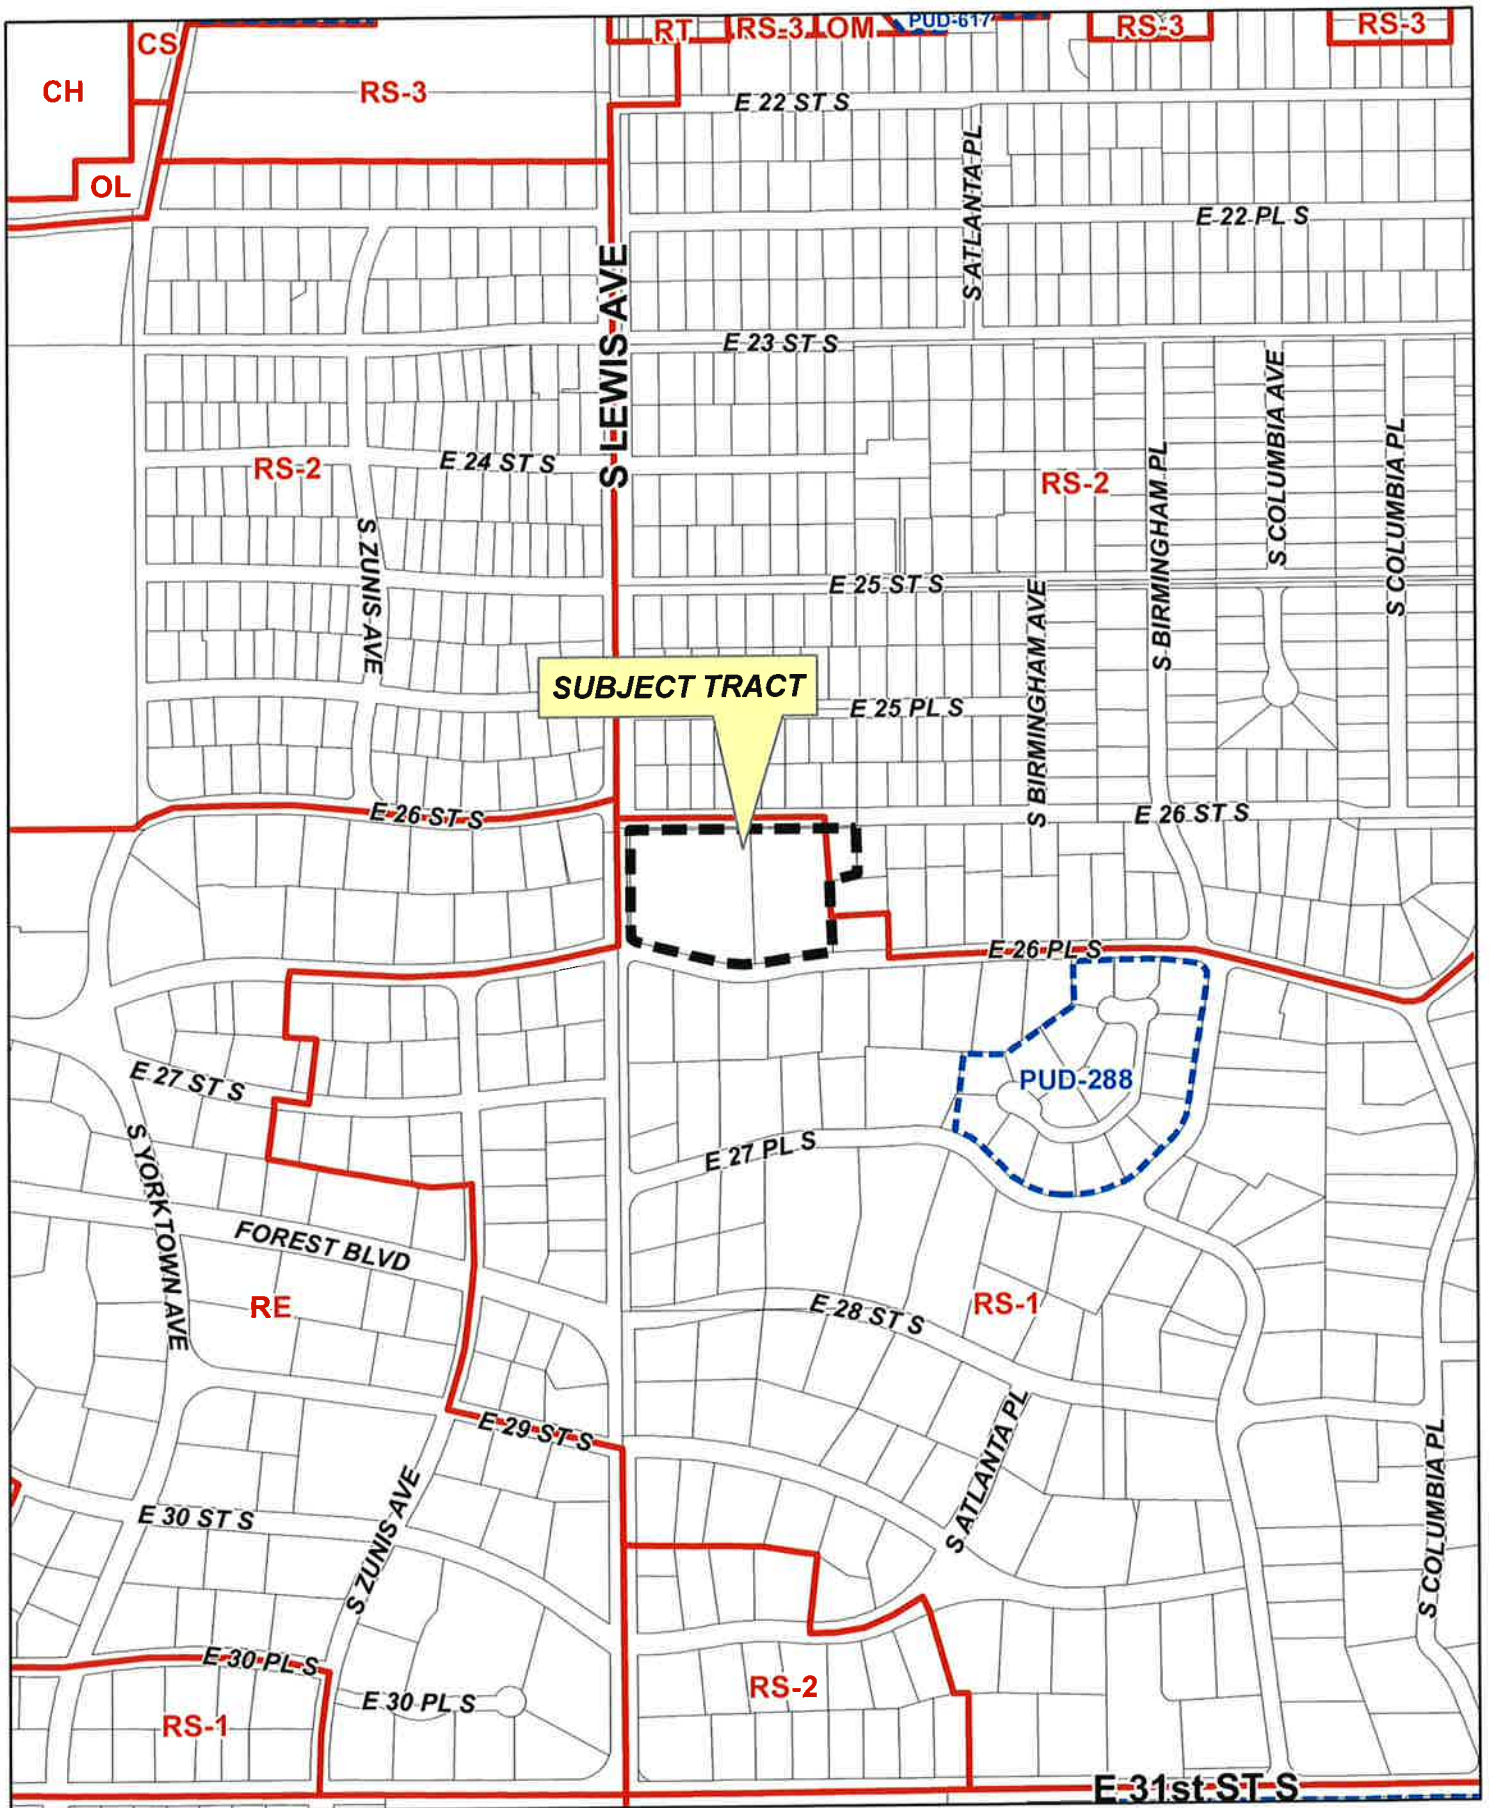 CS
RT
RS-3
OM
PUD-617
RS-3
RS-3
CH
RS-3
E 22 ST S
OL
S ATLANTA PL
E 22 PL S
S LEWIS AVE
E 23 ST S
RS-2
E 24 ST S
RS-2
S BIRMINGHAM PL
S COLUMBIA AVE
S COLUMBIA PL
S ZUNIS AVE
E 25 ST S
S BIRMINGHAM AVE
SUBJECT TRACT
E 25 PL S
E 26 ST S
E 26 ST S
E 26 PL S
E 27 ST S
PUD-288
S YORKTOWN AVE
E 27 PL S
FOREST BLVD
RE
E 28 ST S
RS-1
E 29 ST S
S ATLANTA PL
S COLUMBIA PL
E 30 ST S
S ZUNIS AVE
E 30 PL S
E 30 PL S
RS-2
RS-1
E 31st ST S